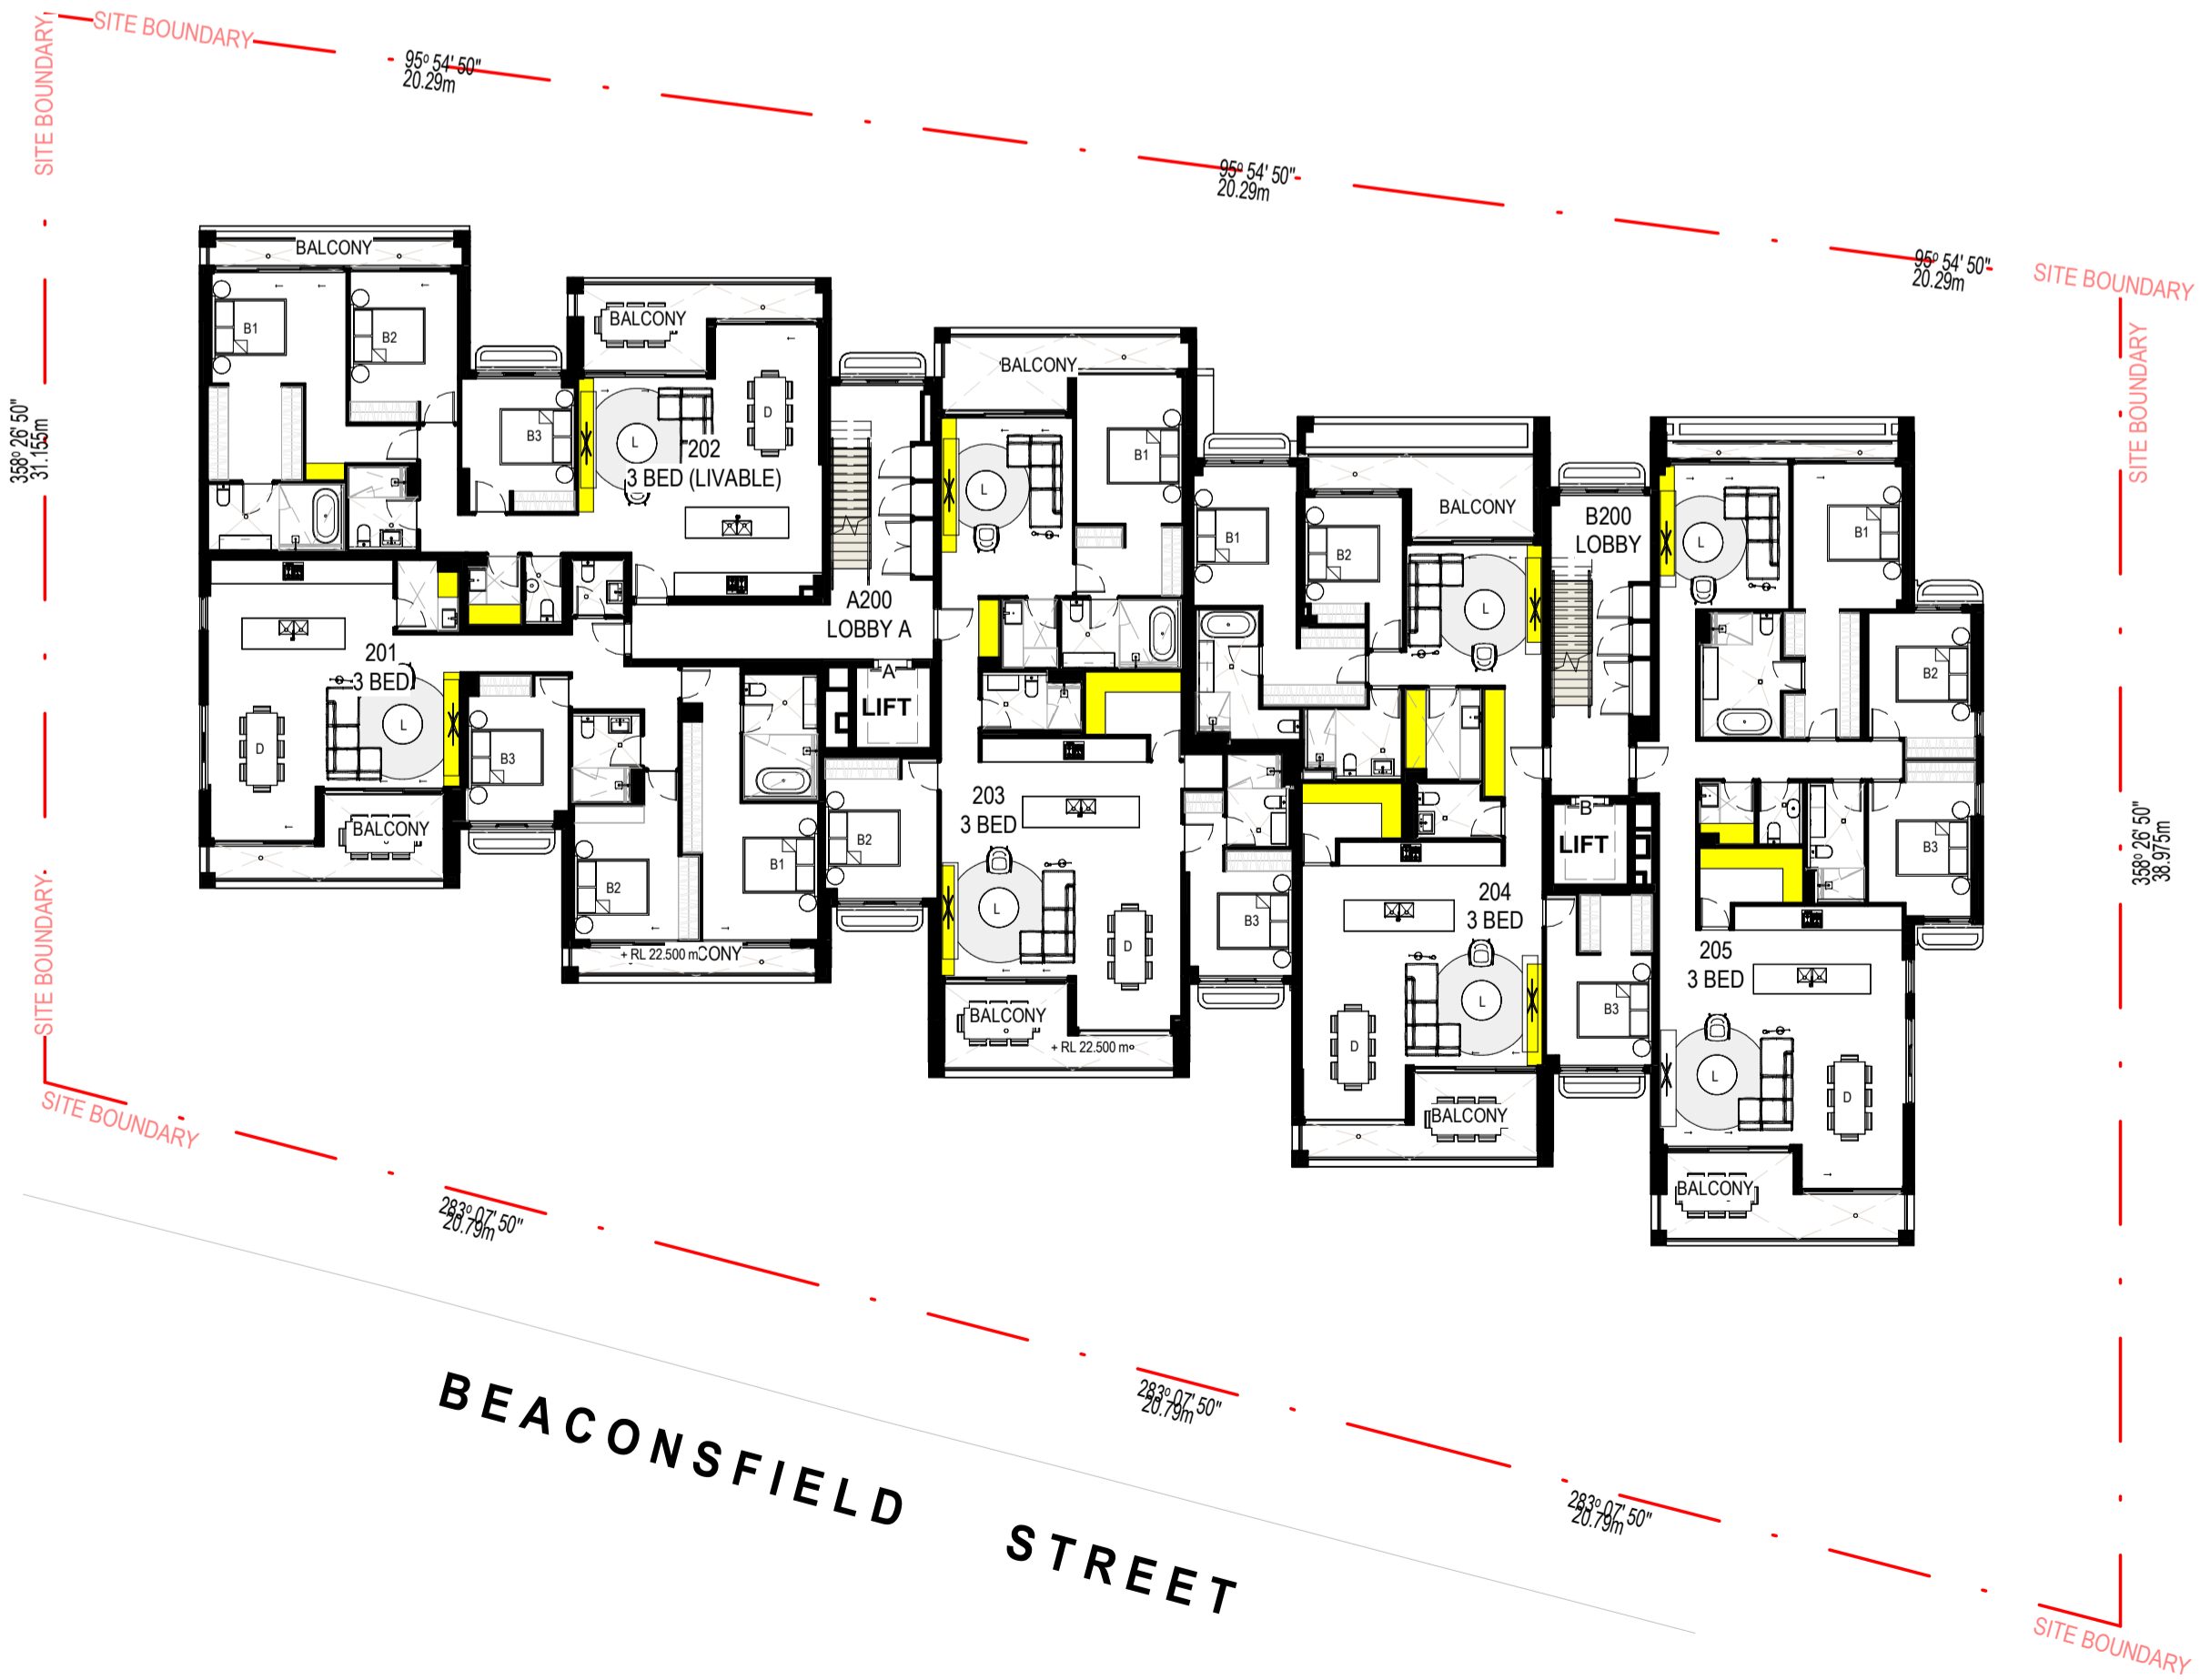 SITE BOUNDARY
SITE BOUNDARY
95° 54' 50"
20.29m
95° 54' 50"
20.29m
95° 54' 50"
20.29m
SITE BOUNDARY
SITE BOUNDARY
358° 26' 50"
31.155m
BALCONY
B1
B2
B3
BALCONY
D
L
202
3 BED (LIVABLE)
BALCONY
L
B1
B1
B2
BALCONY
L
B200
LOBBY
L
B1
B2
A200
LOBBY A
A
LIFT
201
3 BED
L
D
B3
BALCONY
B2
B1
+ RL 22.500 m
CONY
B2
203
3 BED
L
D
B3
BALCONY
+ RL 22.500 m
B
LIFT
204
3 BED
L
D
B3
BALCONY
B3
205
3 BED
L
D
BALCONY
358° 26' 50"
38.975m
SITE BOUNDARY
SITE BOUNDARY
283° 07' 50"
20.79m
283° 07' 50"
20.79m
283° 07' 50"
20.79m
SITE BOUNDARY
BEACONSFIELD STREET